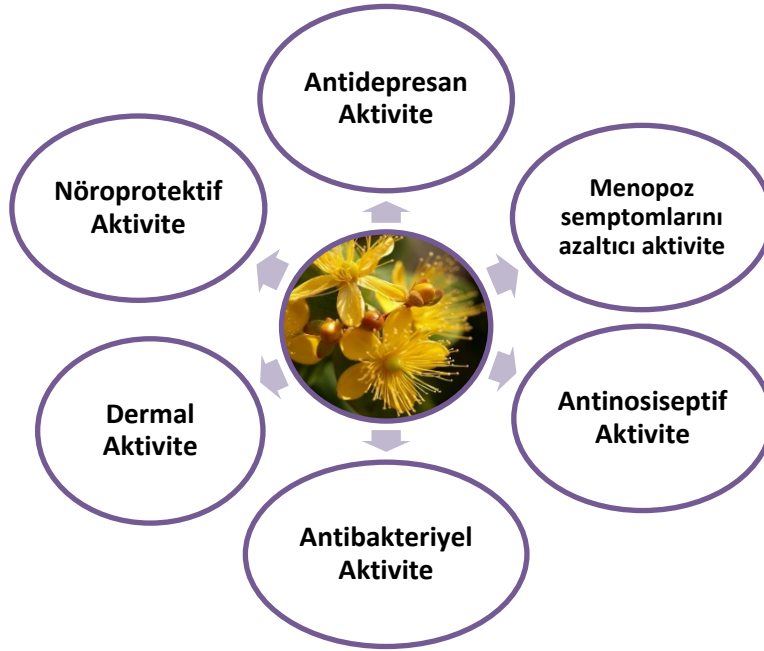 Antidepresan
Aktivite
Nöroprotektif
Aktivite
Menopoz
semptomlarını
azaltıcı aktivite
Dermal
Aktivite
Antinosiseptif
Aktivite
Antibakteriyel
Aktivite